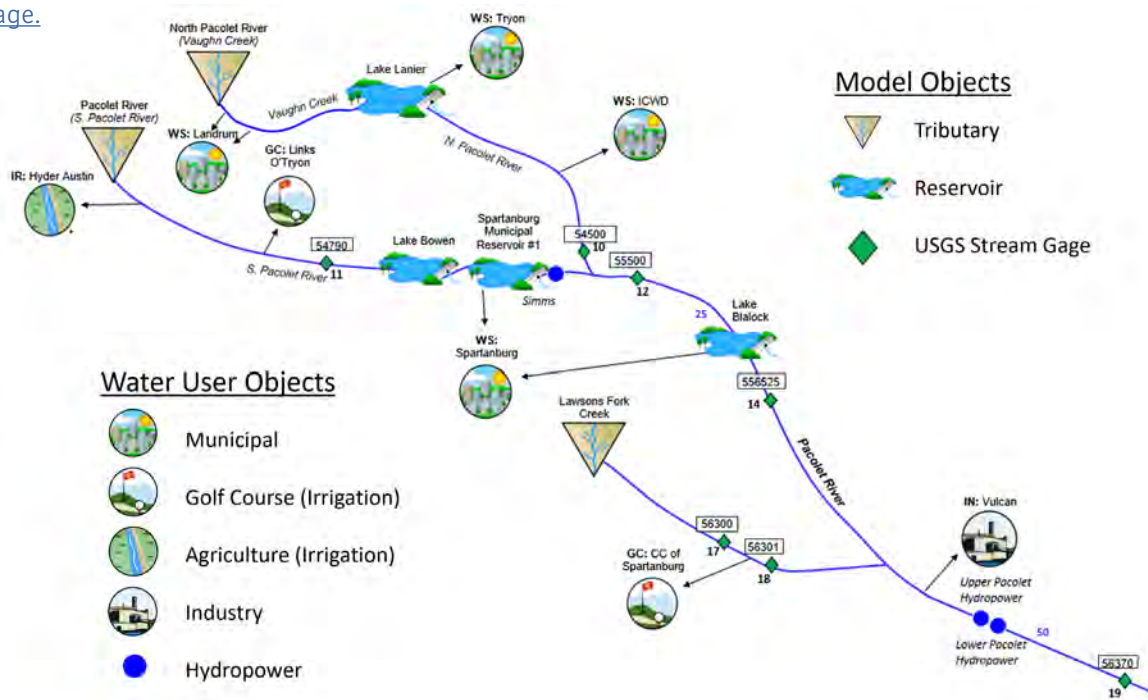 age.
North Pacolet River
(Vaughn Creek)
WS: Tryon
Lake Lanier
Model Objects
Pacolet River
(S. Pacolet River)
Vaughn Creek
WS: ICWD
WS: Landrum
GC: Links
O'Tryon
N. Pacolet River
Tributary
IR: Hyder Austin
Reservoir
Spartanburg
Municipal
Reservoir #1
Lake Bowen
54790
11
S. Pacolet River
54500
10
55500
12
USGS Stream Gage
Simms
25
Lake
Blalock
WS:
Spartanburg
Water User Objects
556525
14
Lawsons Fork
Creek
Municipal
Pacolet River
Golf Course (Irrigation)
IN: Vulcan
56300
17
56301
18
GC: CC of
Spartanburg
Agriculture (Irrigation)
Upper Pacolet
Hydropower
Industry
50
Lower Pacolet
Hydropower
56370
19
Hydropower